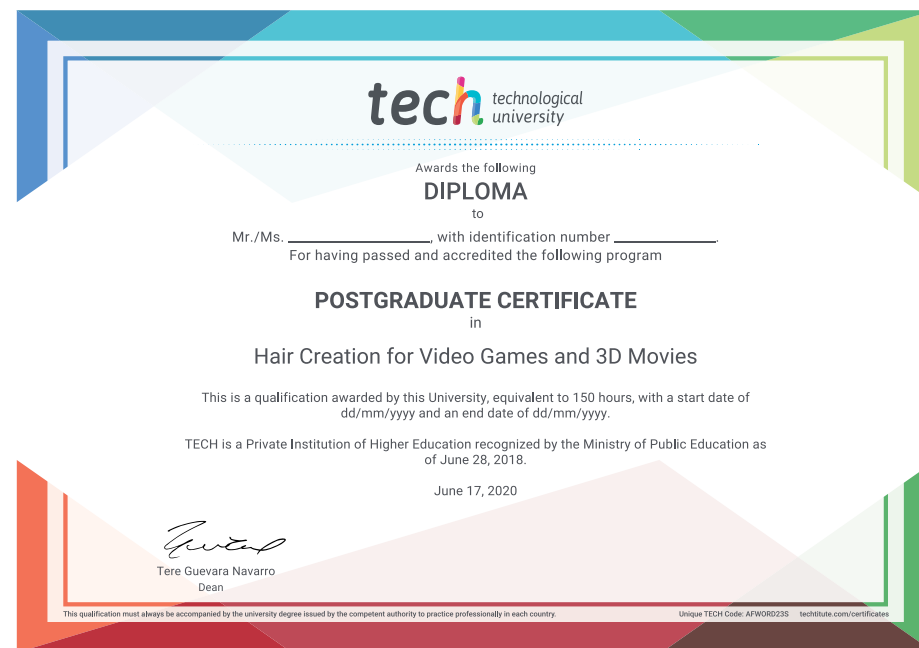 tech technological
university
Awards the following
DIPLOMA
to
Mr./Ms. ____________, with identification number ____________.
For having passed and accredited the following program
POSTGRADUATE CERTIFICATE
in
Hair Creation for Video Games and 3D Movies
This is a qualification awarded by this University, equivalent to 150 hours, with a start date of
dd/mm/yyyy and an end date of dd/mm/yyyy.
TECH is a Private Institution of Higher Education recognized by the Ministry of Public Education as
of June 28, 2018.
June 17, 2020
Tere Guevara Navarro
Dean
This qualification must always be accompanied by the university degree issued by the competent authority to practice professionally in each country.
Unique TECH Code: AFWORD23S techtitute.com/certificates